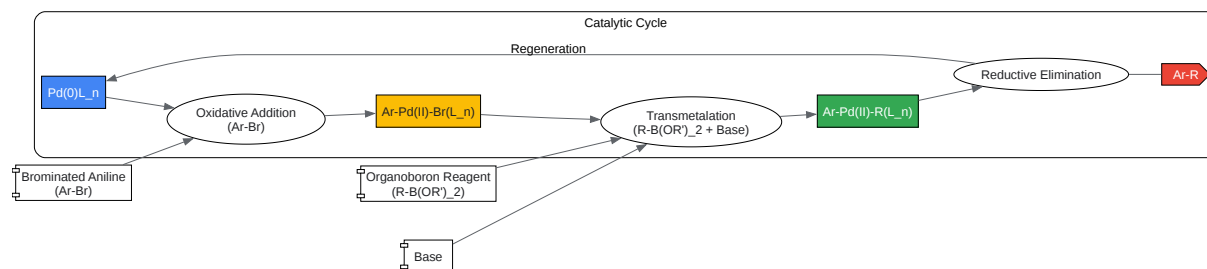 Catalytic Cycle
Regeneration
Pd(0)L_n
Oxidative Addition
(Ar-Br)
Ar-Pd(II)-Br(L_n)
Transmetalation
(R-B(OR')_2 + Base)
Ar-Pd(II)-R(L_n)
Reductive Elimination
Ar-R
Brominated Aniline
(Ar-Br)
Organoboron Reagent
(R-B(OR')_2)
Base